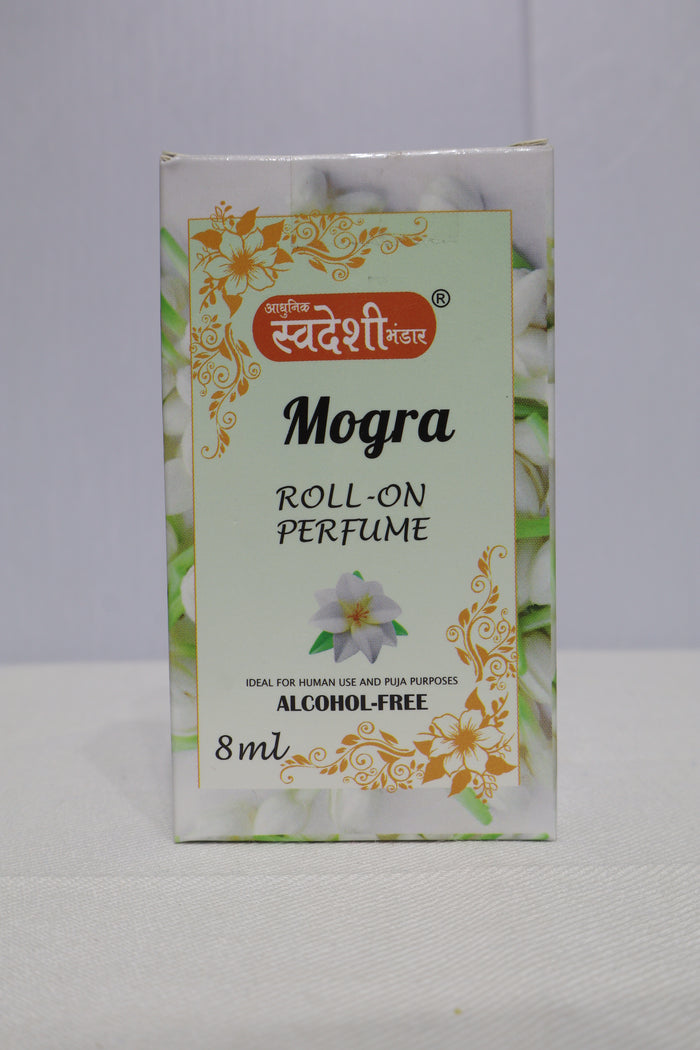 आधुनिक
स्वदेशी भंडार ®
Mogra
ROLL-ON
PERFUME
IDEAL FOR HUMAN USE AND PUJA PURPOSES
ALCOHOL-FREE
8ml